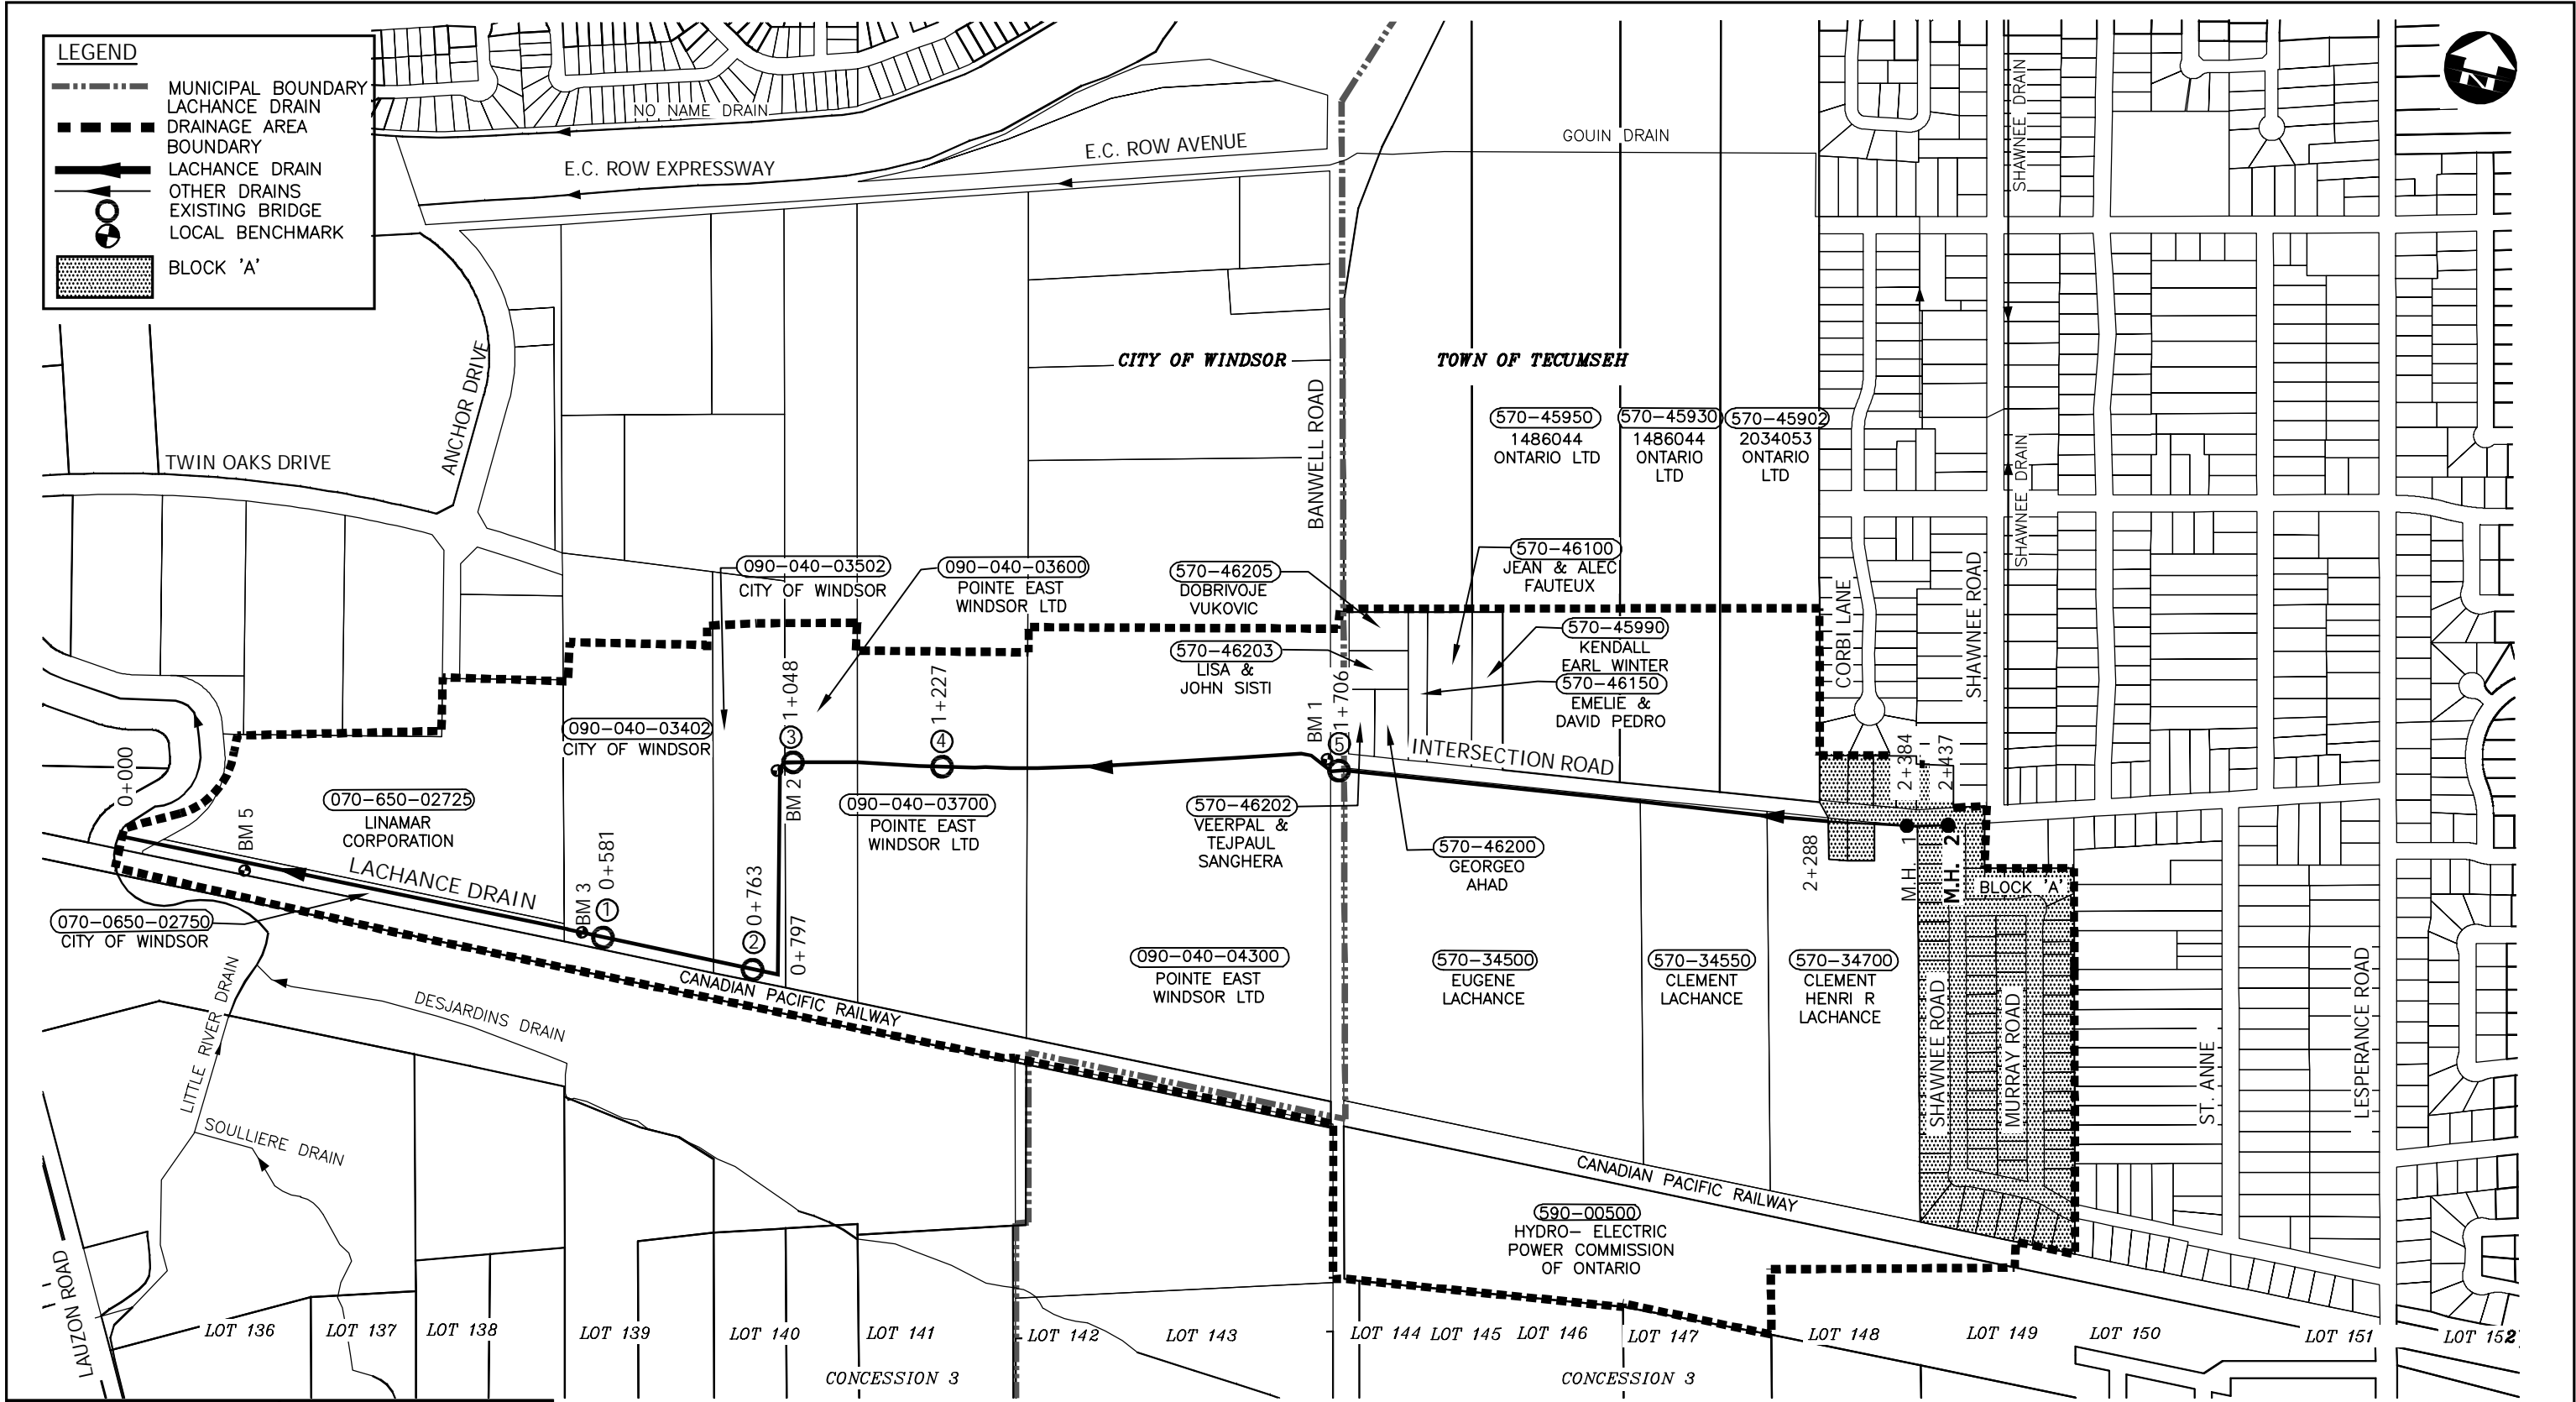 LEGEND
MUNICIPAL BOUNDARY
LACHANCE DRAIN
DRAINAGE AREA
BOUNDARY
LACHANCE DRAIN
OTHER DRAINS
EXISTING BRIDGE
LOCAL BENCHMARK
BLOCK 'A'
N
NO NAME DRAIN
E.C. ROW EXPRESSWAY
E.C. ROW AVENUE
GOUIN DRAIN
SHAWNEE DRAIN
ANCHOR DRIVE
TWIN OAKS DRIVE
CITY OF WINDSOR
TOWN OF TECUMSEH
BANWELL ROAD
570-45950
1486044
ONTARIO LTD
570-45930
1486044
ONTARIO
LTD
570-45902
2034053
ONTARIO
LTD
SHAWNEE DRAIN
090-040-03502
CITY OF WINDSOR
090-040-03600
POINTE EAST
WINDSOR LTD
570-46205
DOBRIVOJE
VUKOVIC
570-46100
JEAN & ALEC
FAUTEUX
570-46203
LISA &
JOHN SISTI
570-45990
KENDALL
EARL WINTER
570-46150
EMELIE &
DAVID PEDRO
CORBI LANE
SHAWNEE ROAD
090-040-03402
CITY OF WINDSOR
3
1+048
4
1+227
BM 1
5
1+706
INTERSECTION ROAD
2+384
2+437
0+000
070-650-02725
LINAMAR
CORPORATION
BM 5
BM 2
090-040-03700
POINTE EAST
WINDSOR LTD
570-46202
VEERPAL &
TEJPAUL
SANGHERA
570-46200
GEORGEO
AHAD
2+288
M.H. 1
M.H. 2
BLOCK 'A'
LACHANCE DRAIN
070-0650-02750
CITY OF WINDSOR
BM 3
1
0+581
2
0+763
0+797
CANADIAN PACIFIC RAILWAY
090-040-04300
POINTE EAST
WINDSOR LTD
570-34500
EUGENE
LACHANCE
570-34550
CLEMENT
LACHANCE
570-34700
CLEMENT
HENRI R
LACHANCE
SHAWNEE ROAD
MURRAY ROAD
ST. ANNE
LESPERANCE ROAD
LITTLE RIVER DRAIN
DESJARDINS DRAIN
SOULLIERE DRAIN
CANADIAN PACIFIC RAILWAY
590-00500
HYDRO- ELECTRIC
POWER COMMISSION
OF ONTARIO
LAUZON ROAD
LOT 136
LOT 137
LOT 138
LOT 139
LOT 140
LOT 141
LOT 142
LOT 143
LOT 144
LOT 145
LOT 146
LOT 147
LOT 148
LOT 149
LOT 150
LOT 151
LOT 152
CONCESSION 3
CONCESSION 3